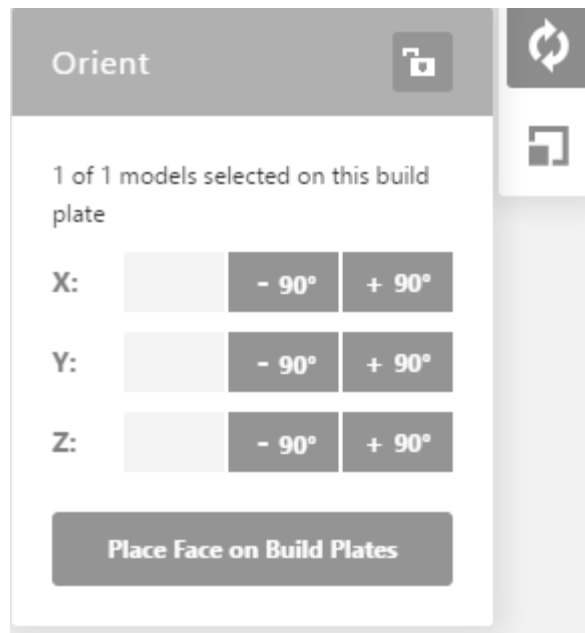 Orient
1 of 1 models selected on this build
plate
X: - 90° + 90°
Y: - 90° + 90°
Z: - 90° + 90°
Place Face on Build Plates